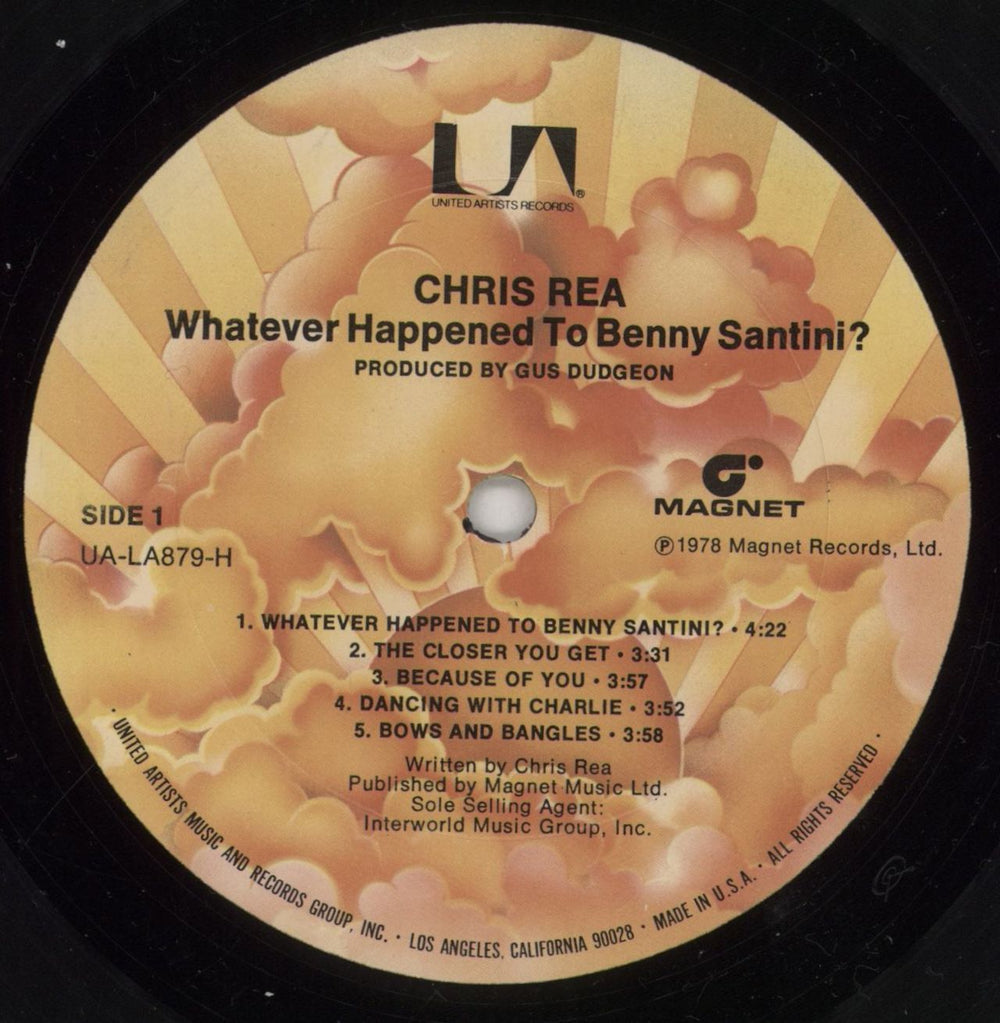 UA®
UNITED ARTISTS RECORDS
CHRIS REA
Whatever Happened To Benny Santini?
PRODUCED BY GUS DUDGEON
MAGNET
SIDE 1
UA-LA879-H
Ⓟ1978 Magnet Records, Ltd.
1. WHATEVER HAPPENED TO BENNY SANTINI? • 4:22
2. THE CLOSER YOU GET • 3:31
3. BECAUSE OF YOU • 3:57
4. DANCING WITH CHARLIE • 3:52
5. BOWS AND BANGLES • 3:58
Written by Chris Rea
Published by Magnet Music Ltd.
Sole Selling Agent:
Interworld Music Group, Inc.
• UNITED ARTISTS MUSIC AND RECORDS GROUP, INC. • LOS ANGELES, CALIFORNIA 90028 • MADE IN U.S.A. • ALL RIGHTS RESERVED •